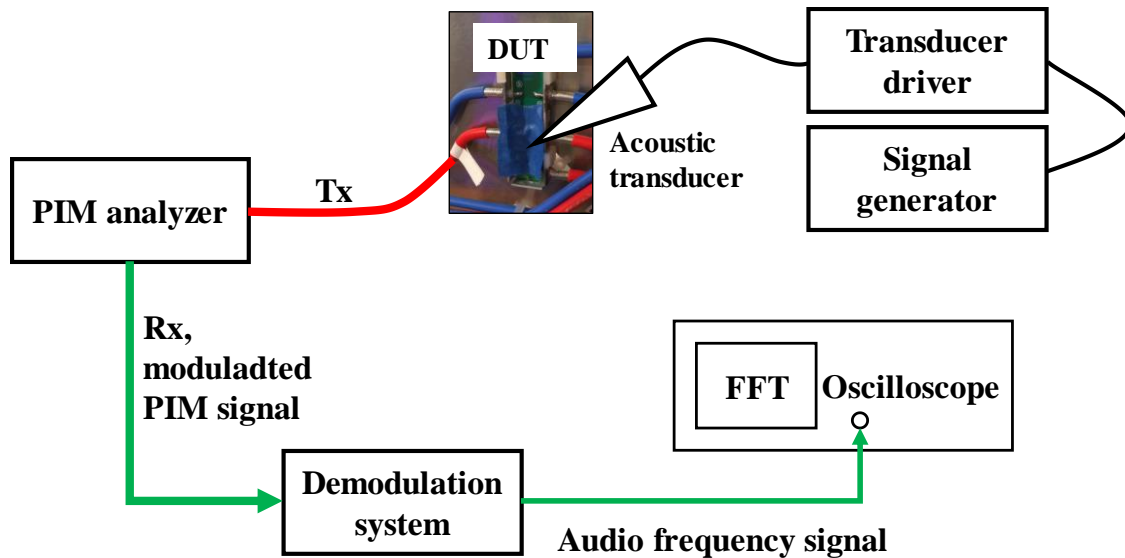 DUT
Transducer
driver
Acoustic
transducer
Signal
generator
PIM analyzer
Tx
Rx,
moduladted
PIM signal
FFT
Oscilloscope
Demodulation
system
Audio frequency signal